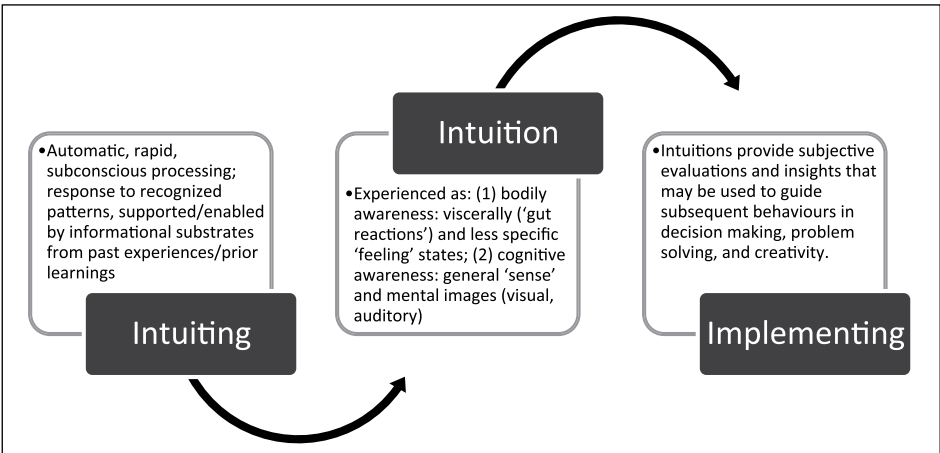 •Automatic, rapid,
subconscious processing;
response to recognized
patterns, supported/enabled
by informational substrates
from past experiences/prior
learnings
Intuiting
Intuition
•Experienced as: (1) bodily
awareness: viscerally (‘gut
reactions’) and less specific
‘feeling’ states; (2) cognitive
awareness: general ‘sense’
and mental images (visual,
auditory)
•Intuitions provide subjective
evaluations and insights that
may be used to guide
subsequent behaviours in
decision making, problem
solving, and creativity.
Implementing